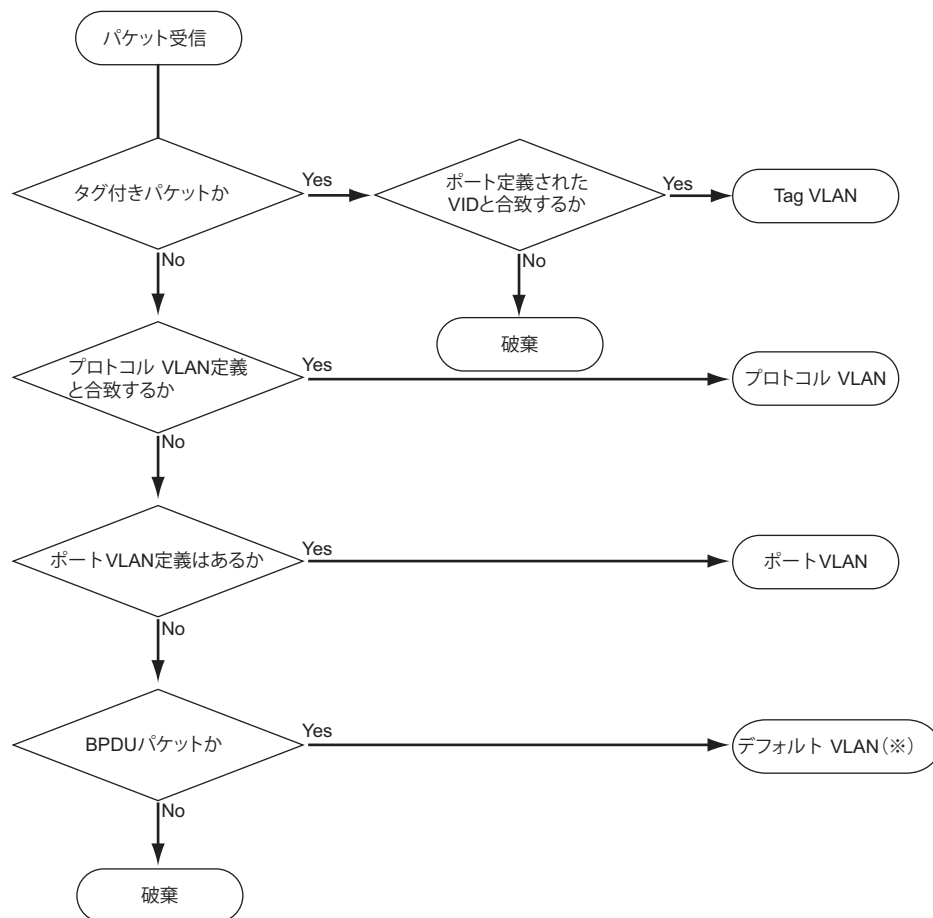 パケット受信
タグ付きパケットか
Yes
ポート定義された
VIDと合致するか
Yes
Tag VLAN
No
No
破棄
プロトコル VLAN定義
と合致するか
Yes
プロトコル VLAN
No
ポートVLAN定義はあるか
Yes
ポートVLAN
No
BPDUパケットか
Yes
デフォルト VLAN(※)
No
破棄